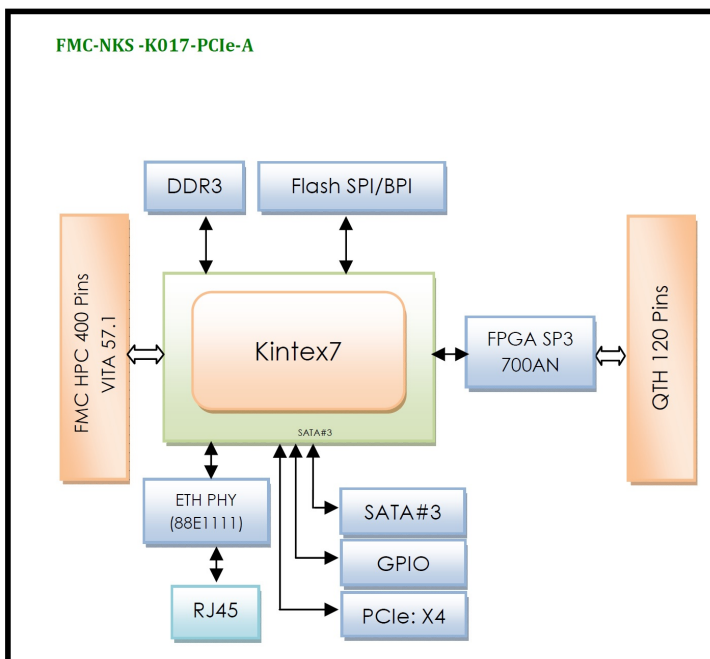 FMC-NKS -K017-PCIe-A
DDR3
Flash SPI/BPI
FMC HPC 400 Pins
VITA 57.1
Kintex7
SATA#3
FPGA SP3
700AN
QTH 120 Pins
ETH PHY
(88E1111)
RJ45
SATA#3
GPIO
PCIe: X4